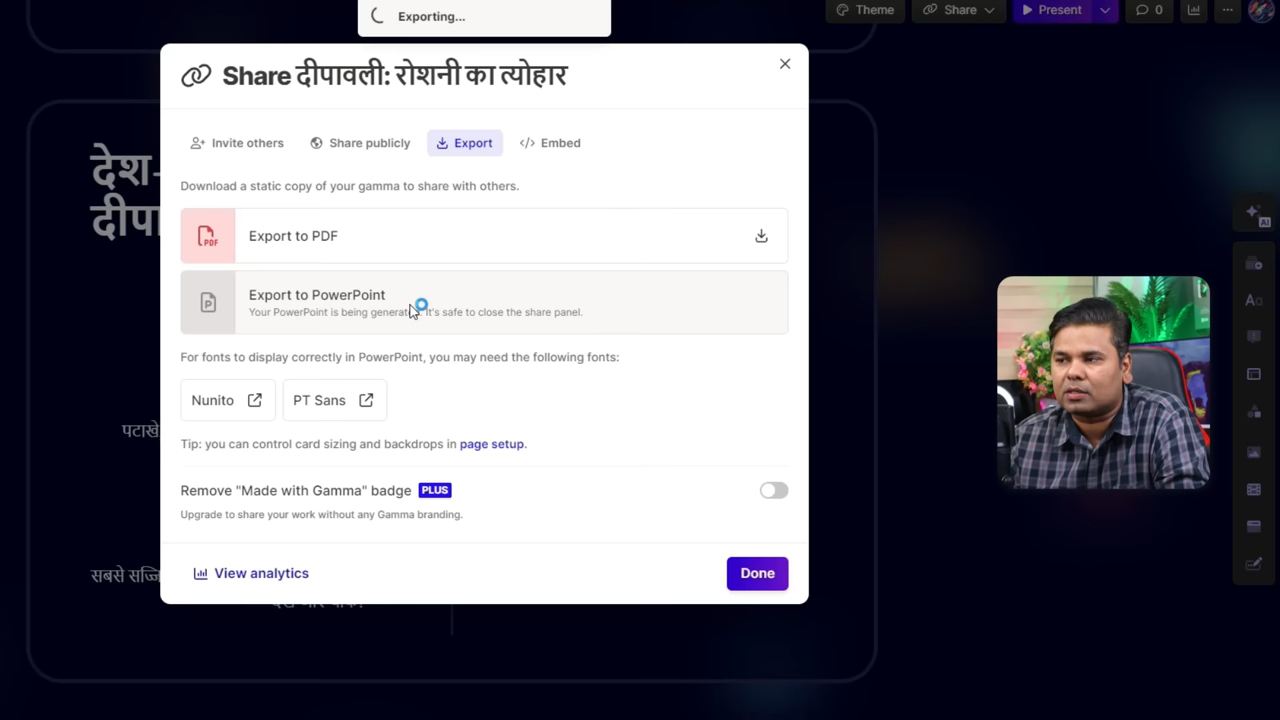 Exporting...
Theme
Share
Present
0
Share दीपावली: रोशनी का त्योहार
Invite others
Share publicly
Export
Embed
Download a static copy of your gamma to share with others.
देश-
दीपा
PDF
Export to PDF
Export to PowerPoint
Your PowerPoint is being generat It's safe to close the share panel.
For fonts to display correctly in PowerPoint, you may need the following fonts:
Nunito
PT Sans
पटाखे
Tip: you can control card sizing and backdrops in page setup.
Remove "Made with Gamma" badge PLUS
Upgrade to share your work without any Gamma branding.
View analytics
Done
AI
Aa